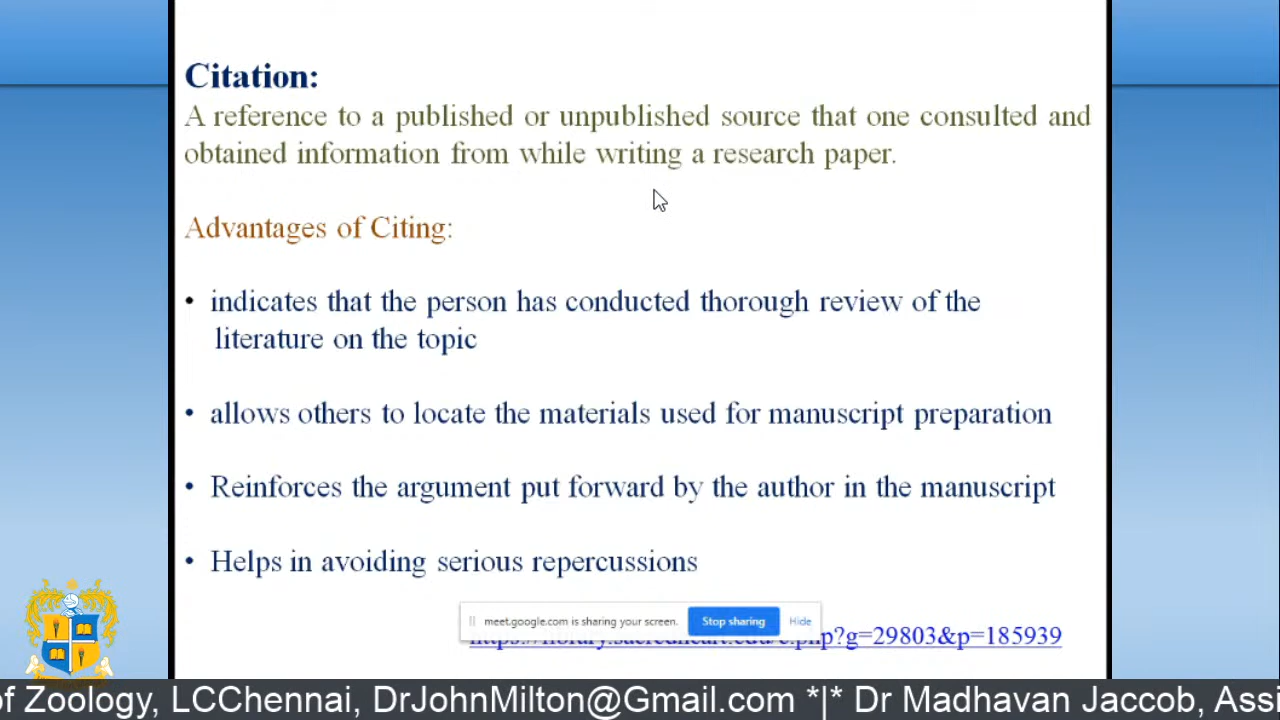 Citation:
A reference to a published or unpublished source that one consulted and
obtained information from while writing a research paper.
Advantages of Citing:
• indicates that the person has conducted thorough review of the
literature on the topic
• allows others to locate the materials used for manuscript preparation
• Reinforces the argument put forward by the author in the manuscript
• Helps in avoiding serious repercussions
meet.google.com is sharing your screen. Stop sharing Hide
?g=29803&p=185939
of Zoology, LCChennai, DrJohnMilton@Gmail.com *|* Dr Madhavan Jaccob, Assi